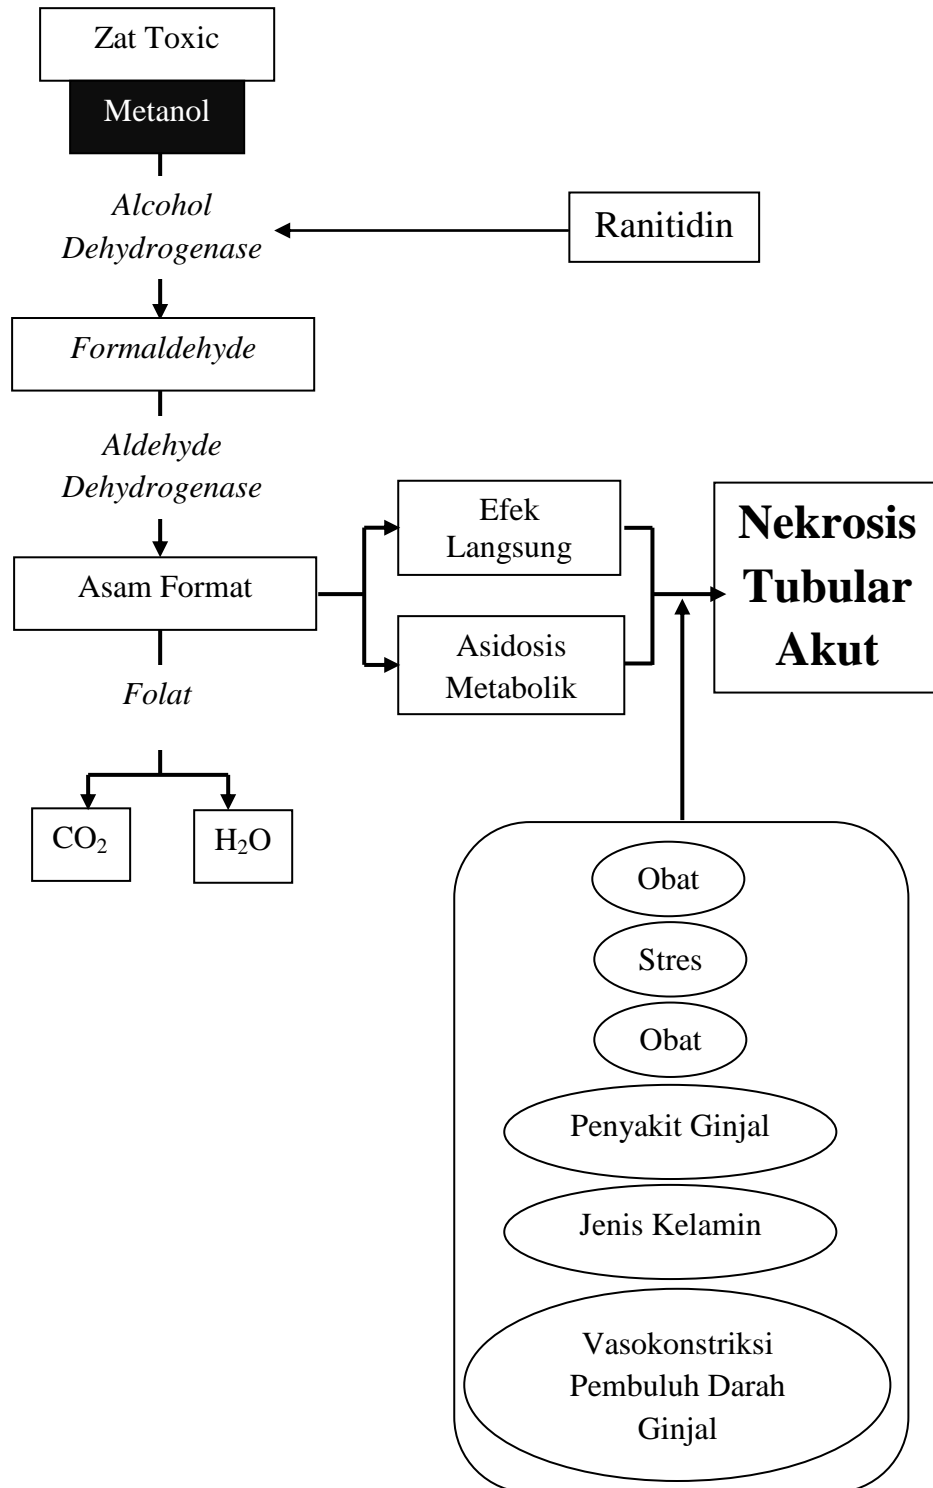 Zat Toxic
Metanol
Alcohol
Dehydrogenase
Ranitidin
Formaldehyde
Aldehyde
Dehydrogenase
Asam Format
Efek
Langsung
Asidosis
Metabolik
Nekrosis
Tubular
Akut
Folat
CO₂
H₂O
Obat
Stres
Obat
Penyakit Ginjal
Jenis Kelamin
Vasokonstriksi
Pembuluh Darah
Ginjal